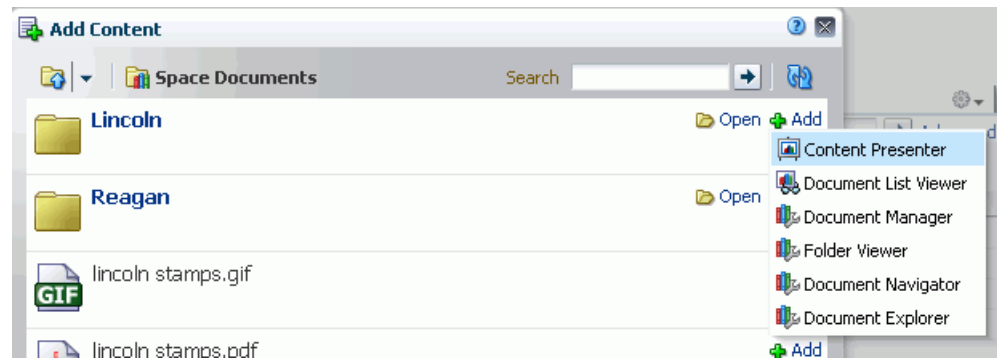 Add Content
Space Documents Search
Lincoln Open Add
Content Presenter
Document List Viewer
Reagan Open
Document Manager
Folder Viewer
lincoln stamps.gif
GIF
Document Navigator
Document Explorer
lincoln stamps.pdf Add